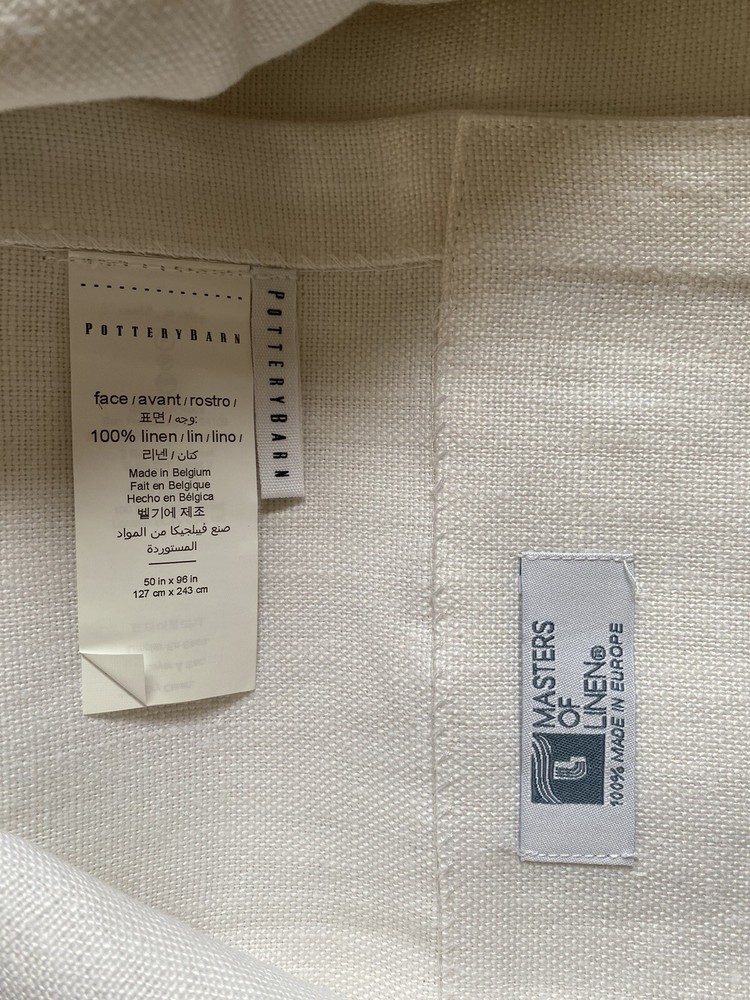 POTTERYBARN
face / avant / rostro /
표면 / وجه:
100% linen / lin / lino /
리넨 / كتان
Made in Belgium
Fait en Belgique
Hecho en Bélgica
벨기에 제조
صنع فيبلجيكا من المواد
المستوردة
50 in x 96 in
127 cm x 243 cm
POTTERYBARN
MASTERS
OF
LINEN®
100% MADE IN EUROPE